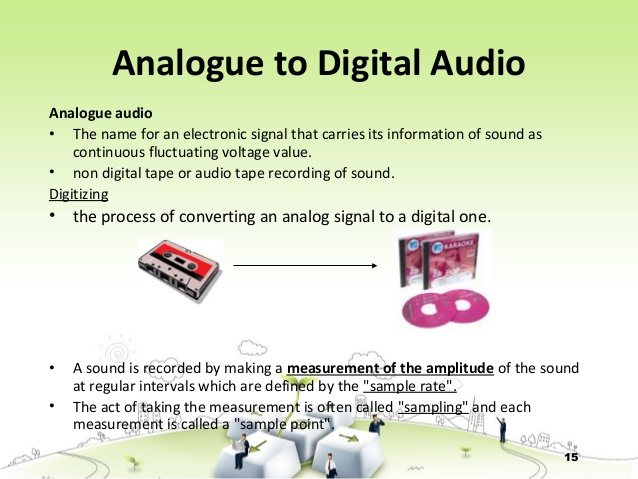 Analogue to Digital Audio
Analogue audio
• The name for an electronic signal that carries its information of sound as
continuous fluctuating voltage value.
• non digital tape or audio tape recording of sound.
Digitizing
• the process of converting an analog signal to a digital one.
KARAOKE
• A sound is recorded by making a measurement of the amplitude of the sound
at regular intervals which are defined by the "sample rate".
• The act of taking the measurement is often called "sampling" and each
measurement is called a "sample point".
15